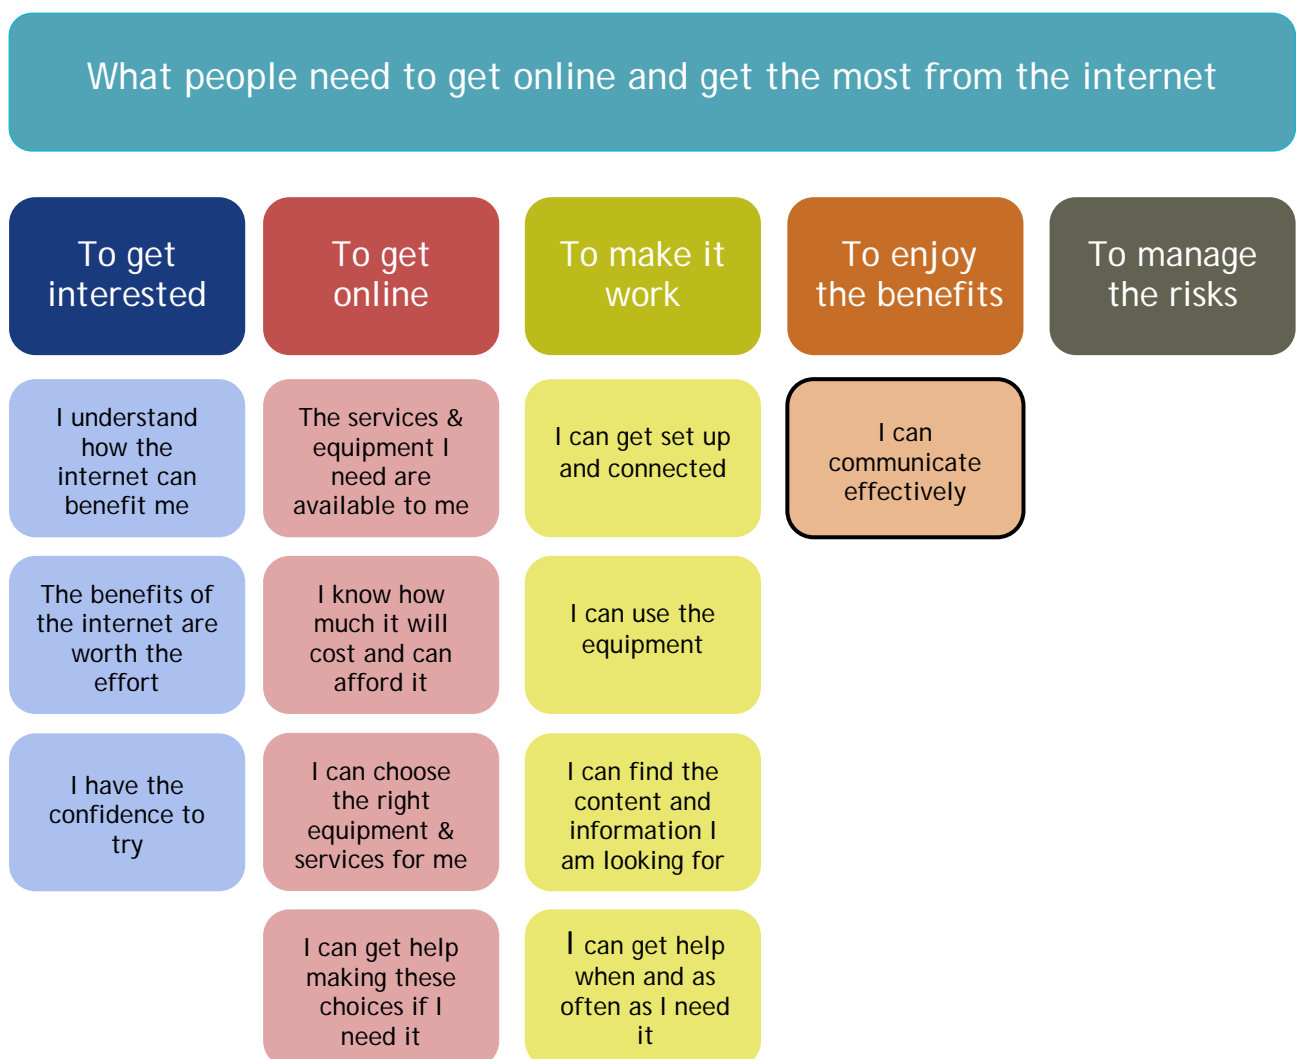 What people need to get online and get the most from the internet
To get
interested
To get
online
To make it
work
To enjoy
the benefits
To manage
the risks
I understand
how the
internet can
benefit me
The services &
equipment I
need are
available to me
I can get set up
and connected
I can
communicate
effectively
The benefits of
the internet are
worth the
effort
I know how
much it will
cost and can
afford it
I can use the
equipment
I have the
confidence to
try
I can choose
the right
equipment &
services for me
I can find the
content and
information I
am looking for
I can get help
making these
choices if I
need it
I can get help
when and as
often as I need
it